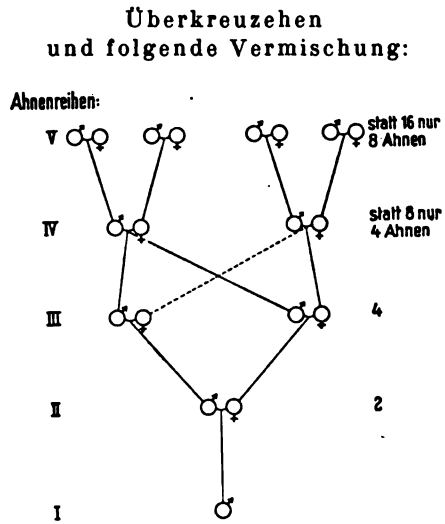 Überkreuzehen
und folgende Vermischung:
Ahnenreihen:
V
statt 16 nur
8 Ahnen
IV
statt 8 nur
4 Ahnen
III
4
II
2
I